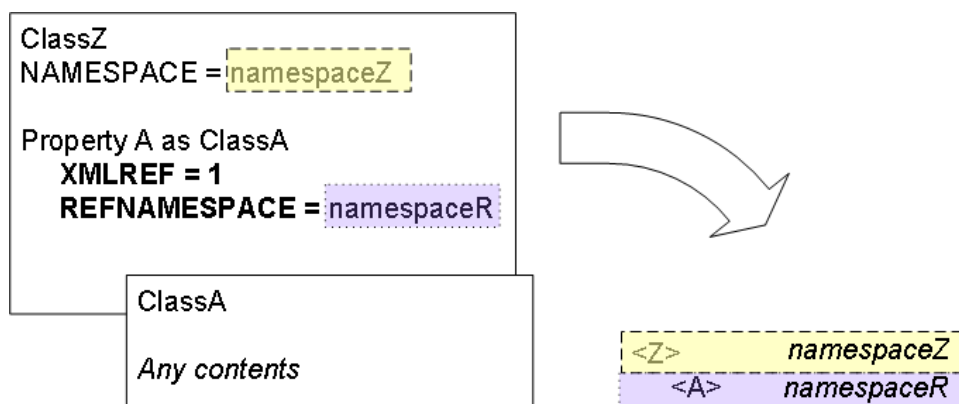 ClassZ
NAMESPACE = namespaceZ
Property A as ClassA
XMLREF = 1
REFNAMESPACE = namespaceR
ClassA
Any contents
<Z> namespaceZ
<A> namespaceR